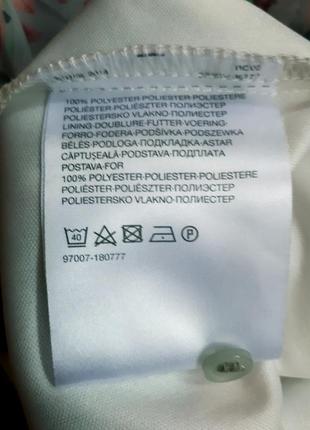 100% POLYESTER·POLIESTER·POLIESTERE
POLIÉSTER·POLIÉSZTER·ПОЛИЭСТЕР
POLIESTERSKO VLAKNO·ПОЛИЕСТЕР
LINING·DOUBLURE·FUTTER·VOERING·
FORRO·FODERA·PODŠÍVKA·PODSZEWKA
BÉLÉS·PODLOGA·ПОДКЛАДКА·ASTAR
CĂPTUŞEALĂ·PODSTAVA·ПОДПЛАТА
POSTAVA·FOR
100% POLYESTER·POLIESTER·POLIESTERE
POLIÉSTER·POLIÉSZTER·ПОЛИЭСТЕР
POLIESTERSKO VLAKNO·ПОЛИЕСТЕР
40 P
97007-180777